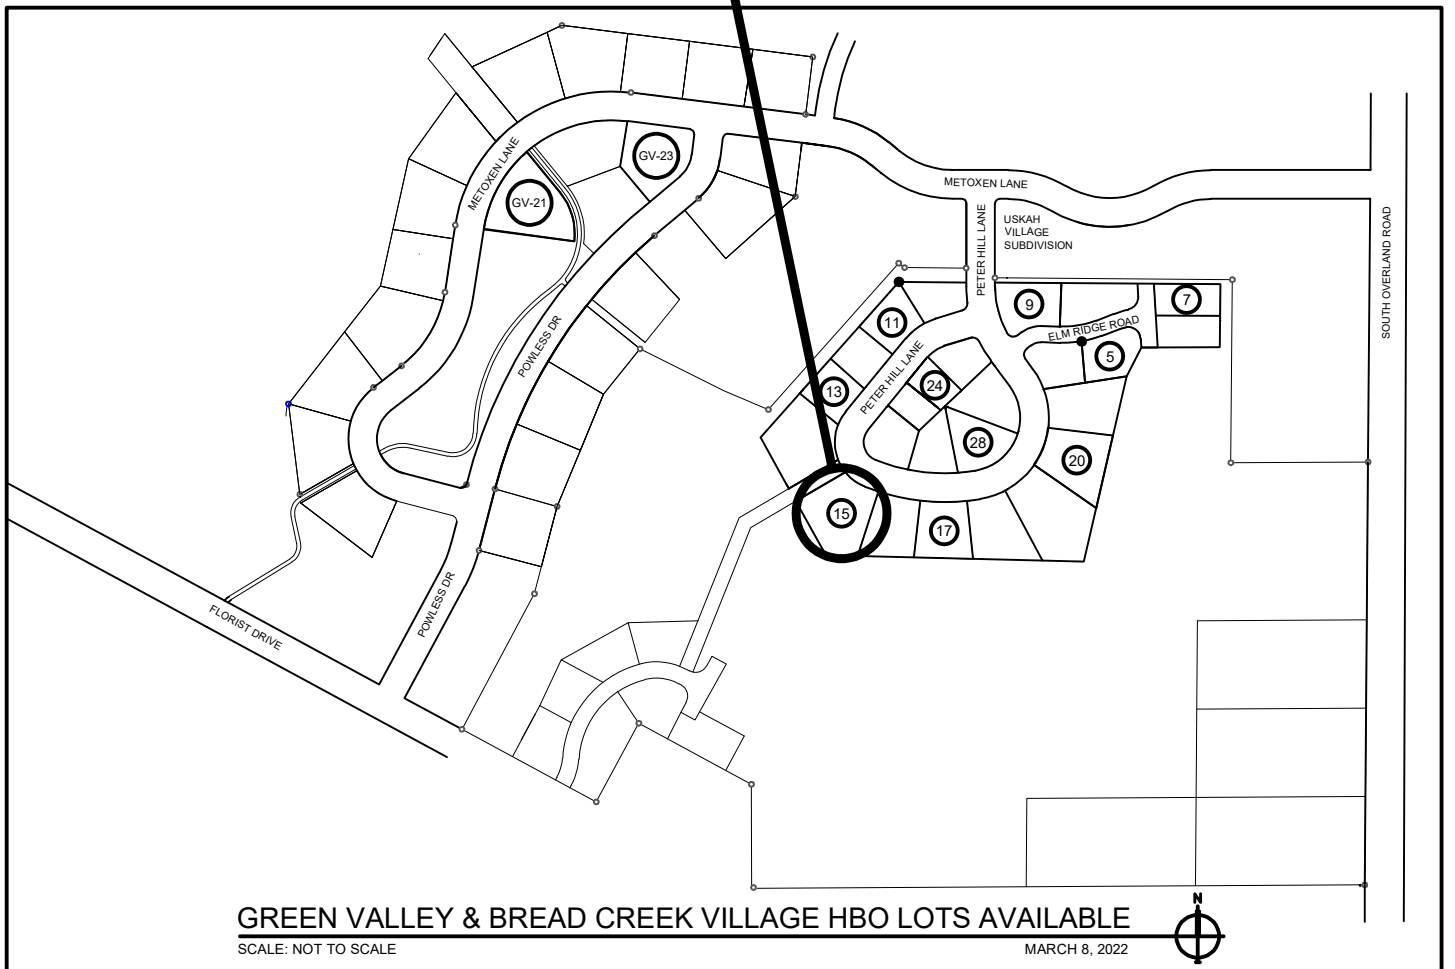 GV-23
METOXEN LANE
GV-21
METOXEN LANE
PETER HILL LANE
USKAH
VILLAGE
SUBDIVISION
SOUTH OVERLAND ROAD
9
7
11
ELM RIDGE ROAD
POWLESS DR
5
PETER HILL LANE
24
13
28
20
15
17
POWLESS DR
FLORIST DRIVE
GREEN VALLEY & BREAD CREEK VILLAGE HBO LOTS AVAILABLE
SCALE: NOT TO SCALE
MARCH 8, 2022
N